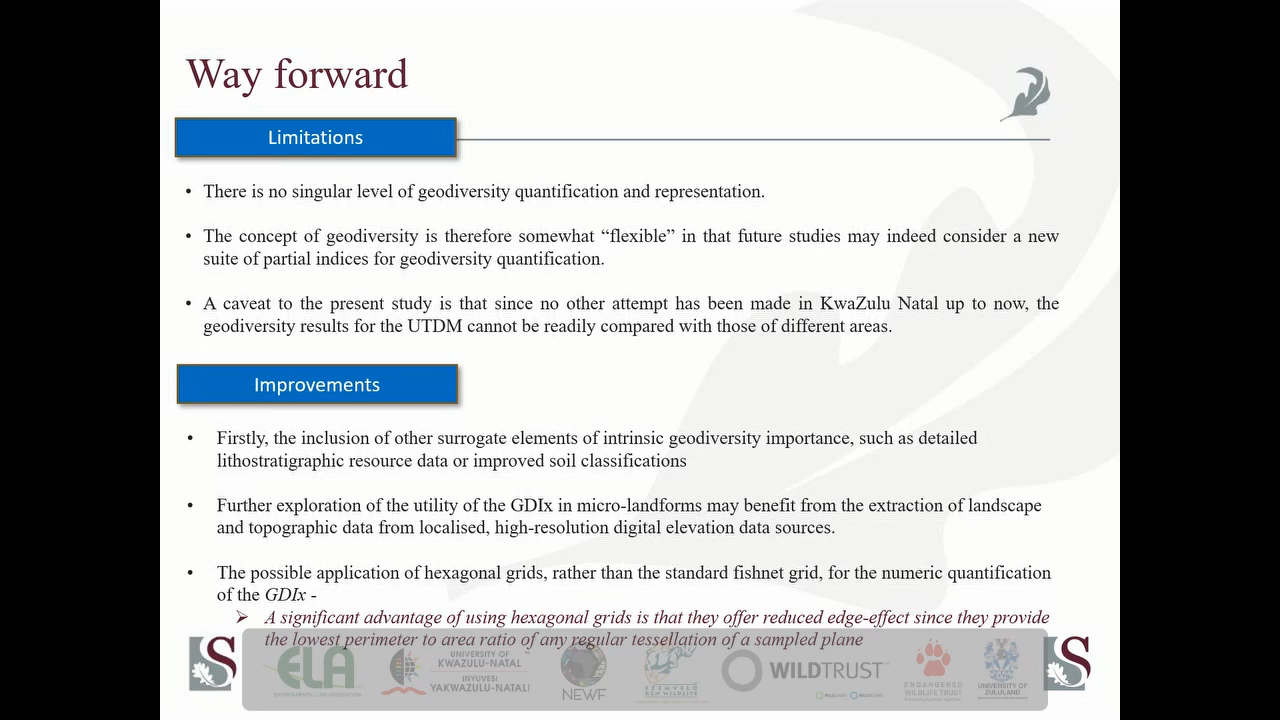 Way forward
Limitations
• There is no singular level of geodiversity quantification and representation.
• The concept of geodiversity is therefore somewhat “flexible” in that future studies may indeed consider a new
suite of partial indices for geodiversity quantification.
• A caveat to the present study is that since no other attempt has been made in KwaZulu Natal up to now, the
geodiversity results for the UTDM cannot be readily compared with those of different areas.
Improvements
• Firstly, the inclusion of other surrogate elements of intrinsic geodiversity importance, such as detailed
lithostratigraphic resource data or improved soil classifications
• Further exploration of the utility of the GDIx in micro-landforms may benefit from the extraction of landscape
and topographic data from localised, high-resolution digital elevation data sources.
• The possible application of hexagonal grids, rather than the standard fishnet grid, for the numeric quantification
of the GDIx -
➢ A significant advantage of using hexagonal grids is that they offer reduced edge-effect since they provide
the lowest perimeter to area ratio of any regular tessellation of a sampled plane
S
ELA
ENVIRONMENTAL LAW ASSOCIATION
UNIVERSITY OF
KWAZULU-NATAL
INYUVESI
YAKWAZULU-NATALI
NEWF
WILDTRUST
ENDANGERED
WILDLIFE TRUST
UNIVERSITY OF
ZULULAND
S